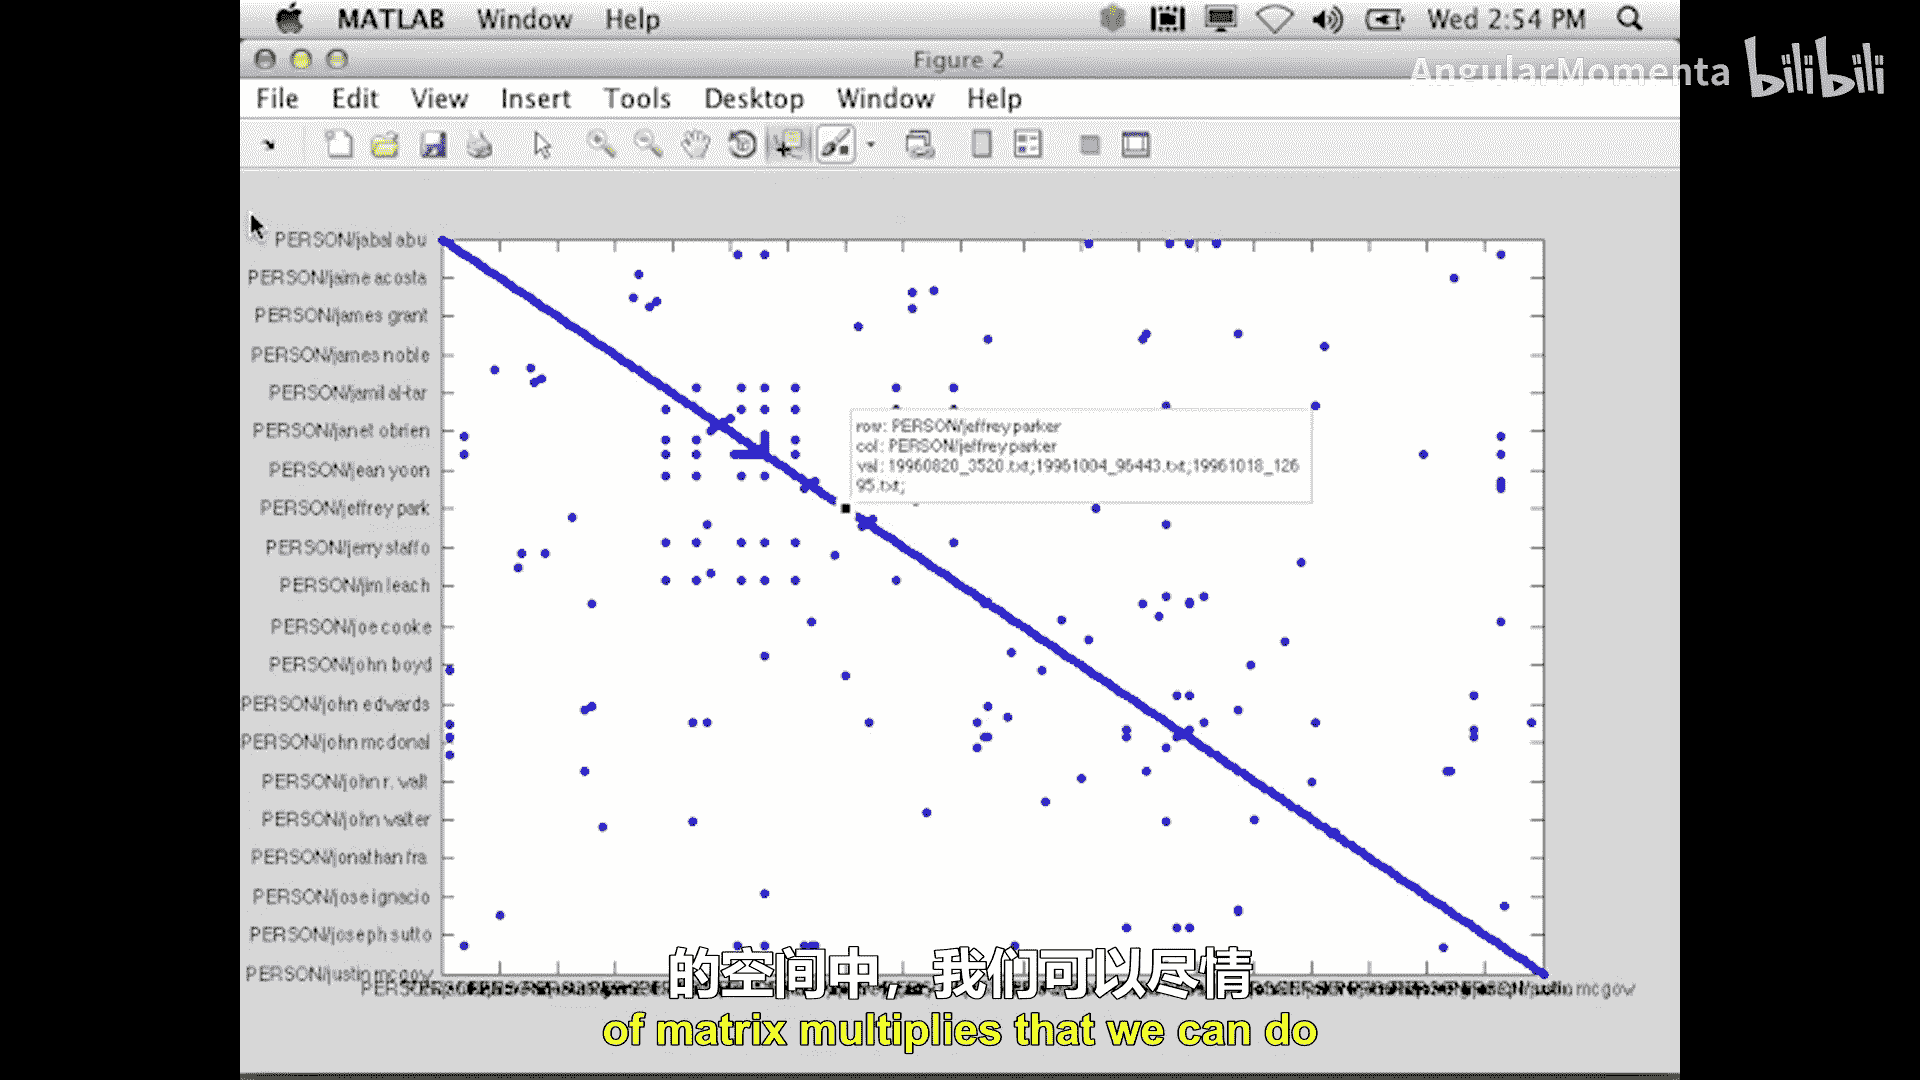 MATLAB Window Help Wed 2:54 PM
Figure 2
AngularMomenta bilibili
File Edit View Insert Tools Desktop Window Help
PERSON/jabal abu
PERSON/jaime acosta
PERSON/james grant
PERSON/james noble
PERSON/jamil al-tar
PERSON/janet obrien
PERSON/jean yoon
PERSON/jeffrey park
PERSON/jerry staffo
PERSON/jim leach
PERSON/joe cooke
PERSON/john boyd
PERSON/john edwards
PERSON/john mcdonal
PERSON/john r. walt
PERSON/john walter
PERSON/jonathan fra
PERSON/jose ignacio
PERSON/joseph sutto
PERSON/justin mcgow
row: PERSON/jeffrey parker
col: PERSON/jeffrey parker
val: 19960820_3520.txt;19961004_95443.txt;19961018_126
95.txt;
的空间中，我们可以尽情
of matrix multiplies that we can do